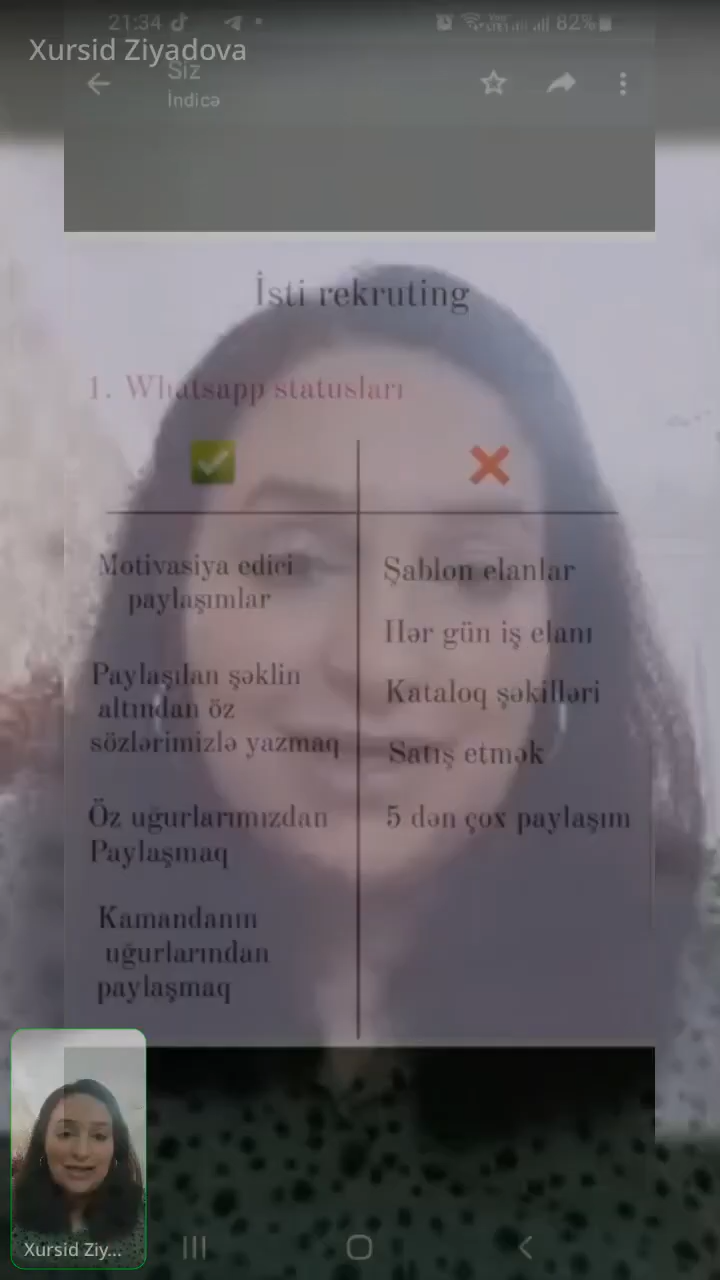 21:34
82%
Xursid Ziyadova
Siz
İndicə
İsti rekruting
1. Whatsapp statusları
Motivasiya edici
paylaşımlar
Paylaşılan şəklin
altından öz
sözlərimizlə yazmaq
Öz uğurlarımızdan
Paylaşmaq
Kamandanın
uğurlarından
paylaşmaq
Şablon elanlar
Hər gün iş elanı
Kataloq şəkilləri
Satış etmək
5 dən çox paylaşım
Xursid Ziy...